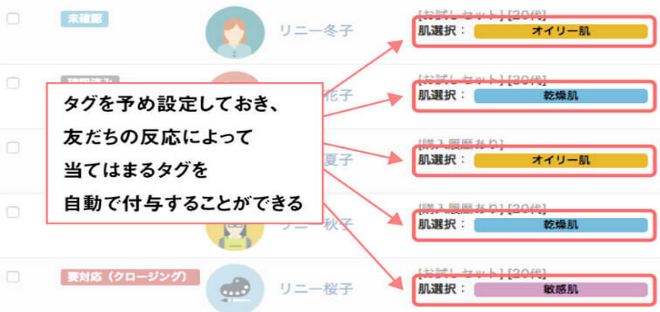 未確認
リニー冬子
[お試しセット] [20代]
肌選択： オイリー肌
花子
[お試しセット] [30代]
肌選択： 乾燥肌
タグを予め設定しておき、
友だちの反応によって
当てはまるタグを
自動で付与することができる
夏子
[購入履歴あり]
肌選択： オイリー肌
リニー秋子
[購入履歴あり] [20代]
肌選択： 乾燥肌
要対応（クロージング）
リニー桜子
[お試しセット] [20代]
肌選択： 敏感肌